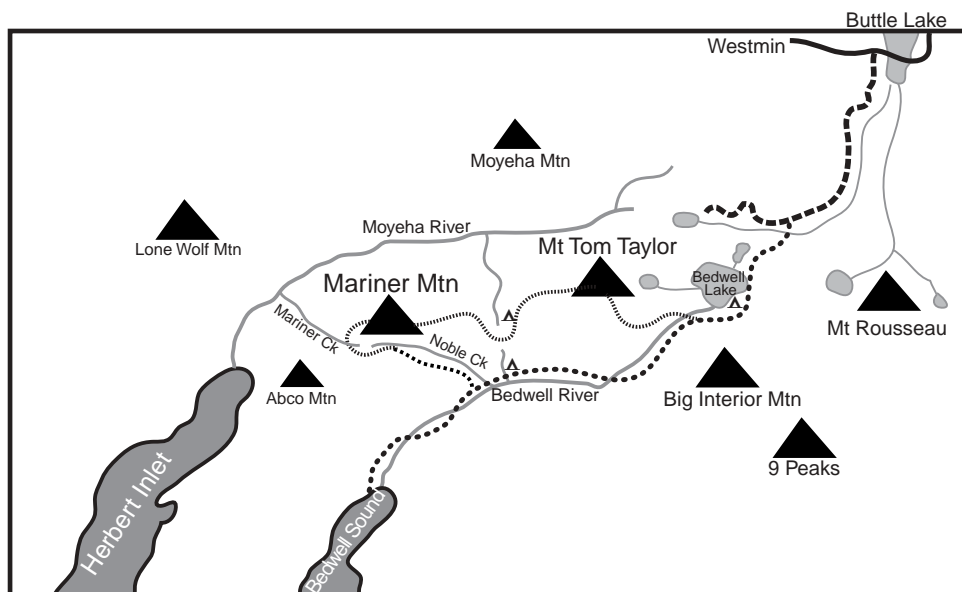 Buttle Lake
Westmin
Moyeha Mtn
Lone Wolf Mtn
Moyeha River
Mt Tom Taylor
Bedwell
Lake
Mariner Mtn
Mt Rousseau
Mariner Ck
Noble Ck
Abco Mtn
Bedwell River
Big Interior Mtn
9 Peaks
Herbert Inlet
Bedwell Sound